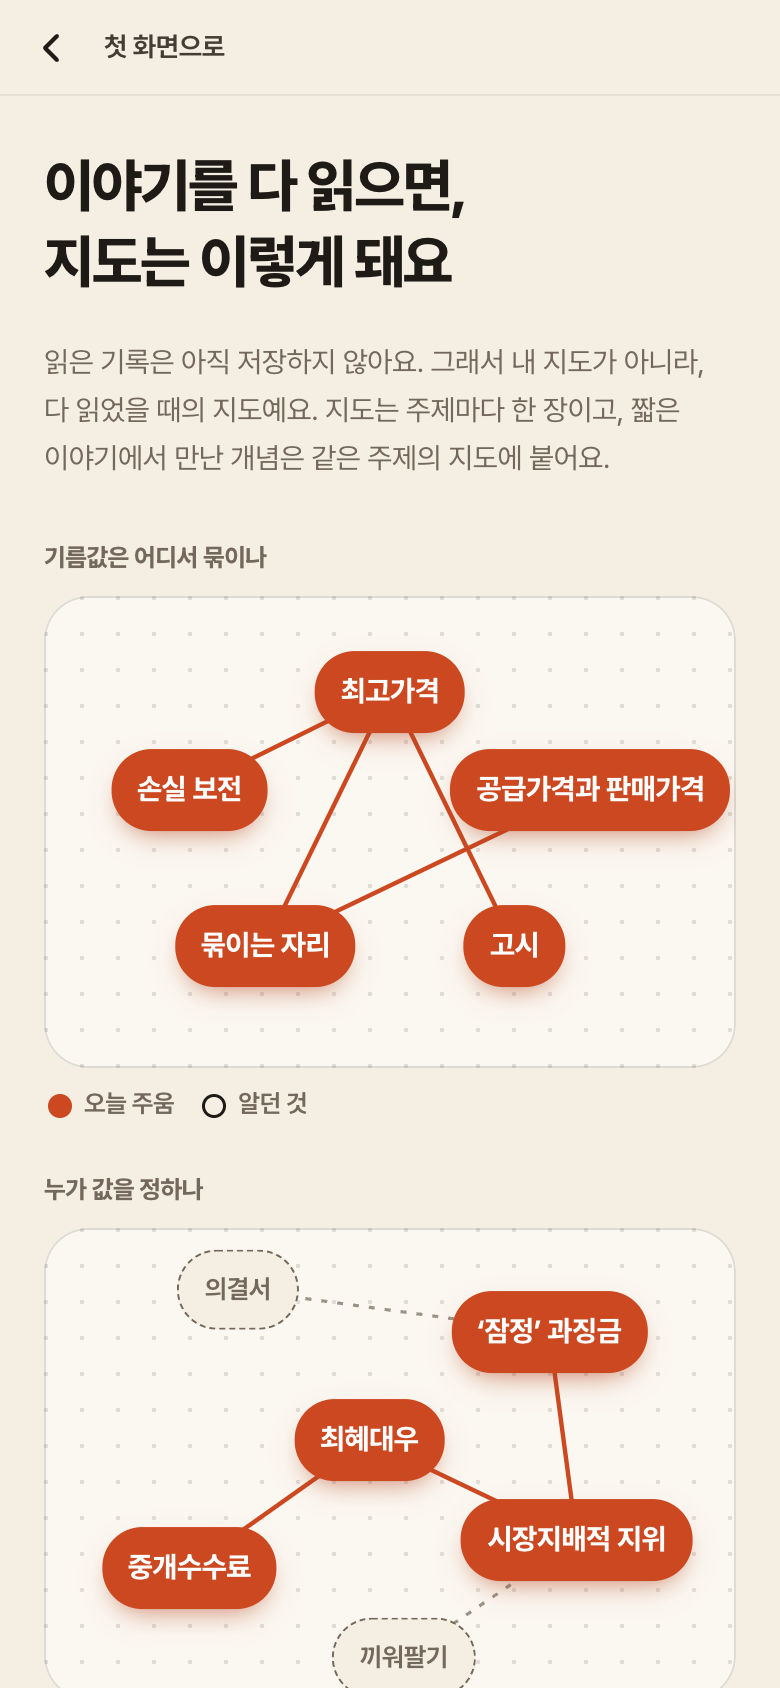 첫 화면으로
이야기를 다 읽으면,
지도는 이렇게 돼요
읽은 기록은 아직 저장하지 않아요. 그래서 내 지도가 아니라,
다 읽었을 때의 지도예요. 지도는 주제마다 한 장이고, 짧은
이야기에서 만난 개념은 같은 주제의 지도에 붙어요.
기름값은 어디서 묶이나
최고가격
손실 보전
공급가격과 판매가격
묶이는 자리
고시
오늘 주움
알던 것
누가 값을 정하나
의결서
‘잠정’ 과징금
최혜대우
시장지배적 지위
중개수수료
끼워팔기